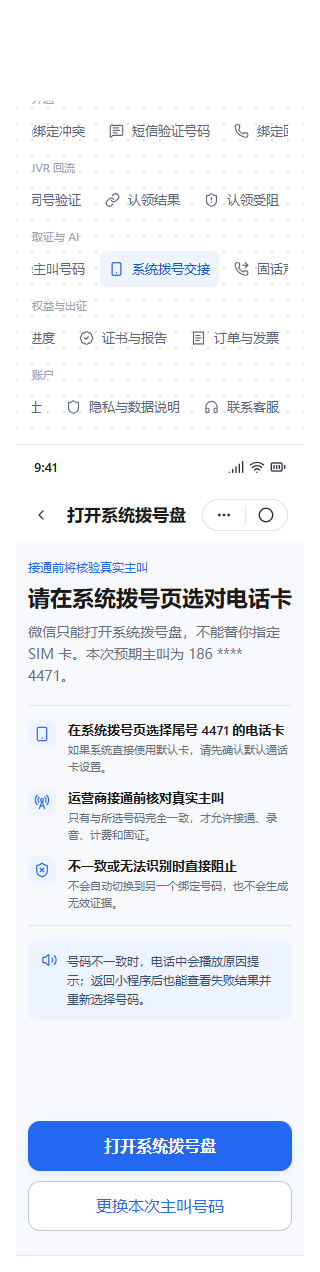 绑定冲突 短信验证号码
IVR 回流
司号验证 认领结果 认领受阻
取证与 AI
主叫号码 系统拨号交接 固话
权益与出证
进度 证书与报告 订单与发票
账户
隐私与数据说明 联系客服
9:41
打开系统拨号盘
接通前将核验真实主叫
请在系统拨号页选对电话卡
微信只能打开系统拨号盘，不能替你指定
SIM 卡。本次预期主叫为 186 ****
4471。
在系统拨号页选择尾号 4471 的电话卡
如果系统直接使用默认卡，请先确认默认通话
卡设置。
运营商接通前核对真实主叫
只有与所选号码完全一致，才允许接通、录
音、计费和固证。
不一致或无法识别时直接阻止
不会自动切换到另一个绑定号码，也不会生成
无效证据。
号码不一致时，电话中会播放原因提
示；返回小程序后也能查看失败结果并
重新选择号码。
打开系统拨号盘
更换本次主叫号码